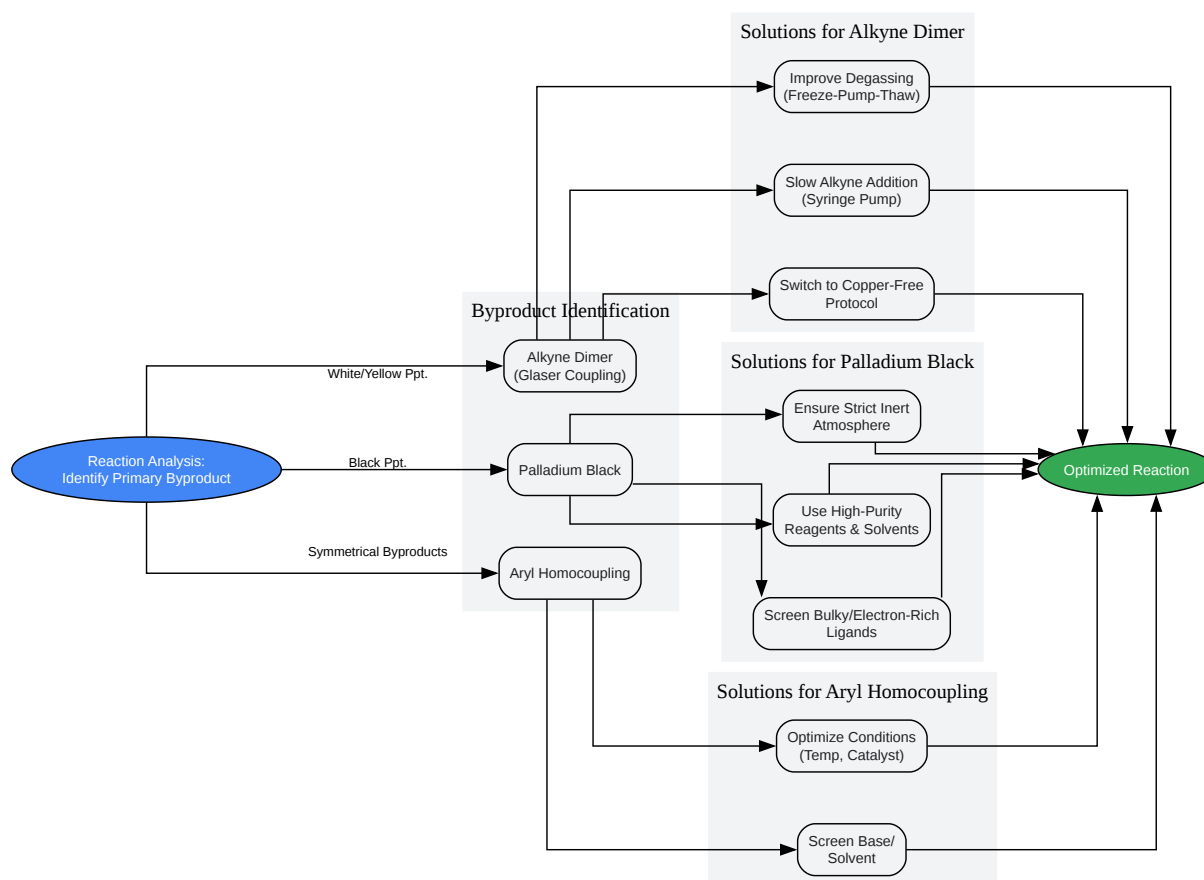 Solutions for Alkyne Dimer
Improve Degassing
(Freeze-Pump-Thaw)
Slow Alkyne Addition
(Syringe Pump)
Switch to Copper-Free
Protocol
Byproduct Identification
Alkyne Dimer
(Glaser Coupling)
White/Yellow Ppt.
Solutions for Palladium Black
Ensure Strict Inert
Atmosphere
Reaction Analysis:
Identify Primary Byproduct
Black Ppt.
Palladium Black
Optimized Reaction
Use High-Purity
Reagents & Solvents
Symmetrical Byproducts
Aryl Homocoupling
Screen Bulky/Electron-Rich
Ligands
Solutions for Aryl Homocoupling
Optimize Conditions
(Temp, Catalyst)
Screen Base/
Solvent